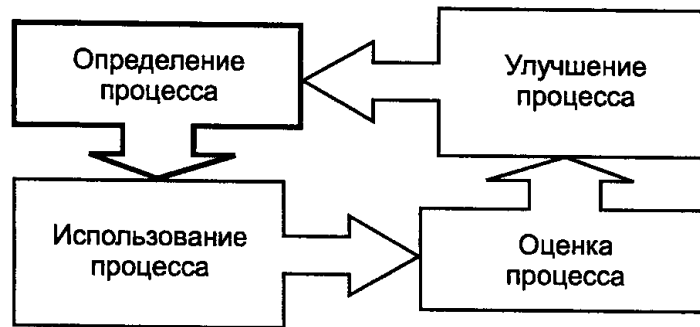 Определение
процесса
Улучшение
процесса
Использование
процесса
Оценка
процесса